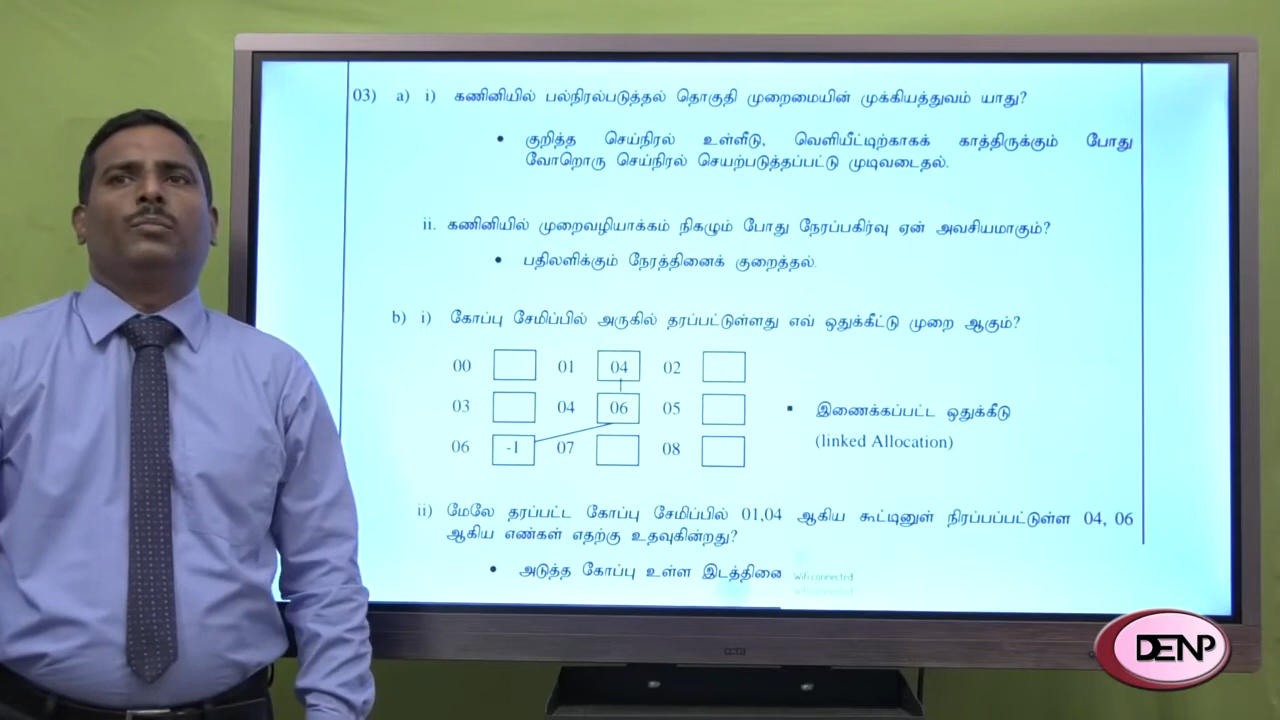 03) a) i) கணினியில் பல்நிரல்படுத்தல் தொகுதி முறைமையின் முக்கியத்துவம் யாது?
• குறித்த செய்நிரல் உள்ளீடு, வெளியீட்டிற்காகக் காத்திருக்கும் போது
வேறொரு செய்நிரல் செயற்படுத்தப்பட்டு முடிவடைதல்.
ii. கணினியில் முறைவழியாக்கம் நிகழும் போது நேரப்பகிர்வு ஏன் அவசியமாகும்?
• பதிலளிக்கும் நேரத்தினைக் குறைத்தல்.
b) i) கோப்பு சேமிப்பில் அருகில் தரப்பட்டுள்ளது எவ் ஒதுக்கீட்டு முறை ஆகும்?
00 01 04 02
03 04 06 05
▪ இணைக்கப்பட்ட ஒதுக்கீடு
(linked Allocation)
06 -1 07 08
ii) மேலே தரப்பட்ட கோப்பு சேமிப்பில் 01,04 ஆகிய கூட்டினுள் நிரப்பப்பட்டுள்ள 04, 06
ஆகிய எண்கள் எதற்கு உதவுகின்றது?
• அடுத்த கோப்பு உள்ள இடத்தினை
Wifi connected
DENP